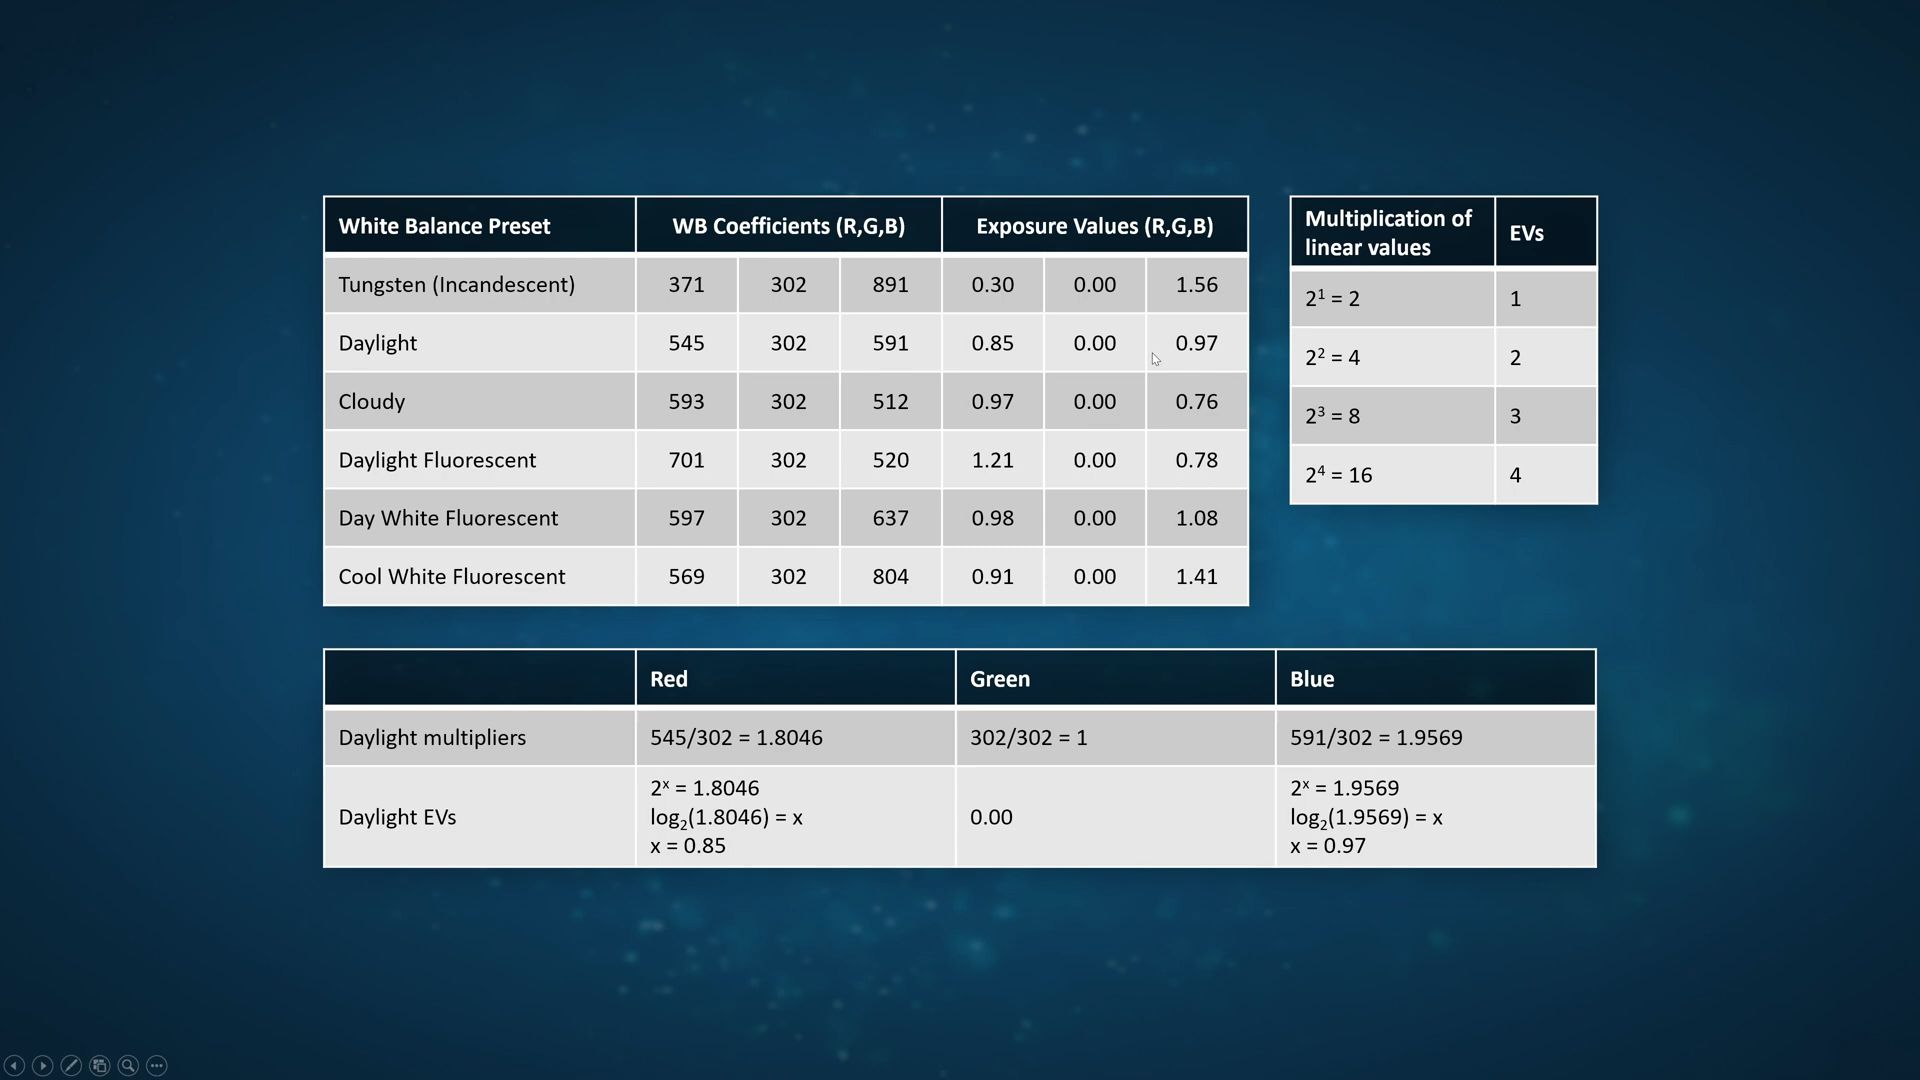 White Balance Preset WB Coefficients (R,G,B) Exposure Values (R,G,B)
Tungsten (Incandescent) 371 302 891 0.30 0.00 1.56
Daylight 545 302 591 0.85 0.00 0.97
Cloudy 593 302 512 0.97 0.00 0.76
Daylight Fluorescent 701 302 520 1.21 0.00 0.78
Day White Fluorescent 597 302 637 0.98 0.00 1.08
Cool White Fluorescent 569 302 804 0.91 0.00 1.41
Multiplication of
linear values
EVs
2¹ = 2 1
2² = 4 2
2³ = 8 3
2⁴ = 16 4
Red Green Blue
Daylight multipliers 545/302 = 1.8046 302/302 = 1 591/302 = 1.9569
Daylight EVs
2ˣ = 1.8046
log₂(1.8046) = x
x = 0.85
0.00
2ˣ = 1.9569
log₂(1.9569) = x
x = 0.97